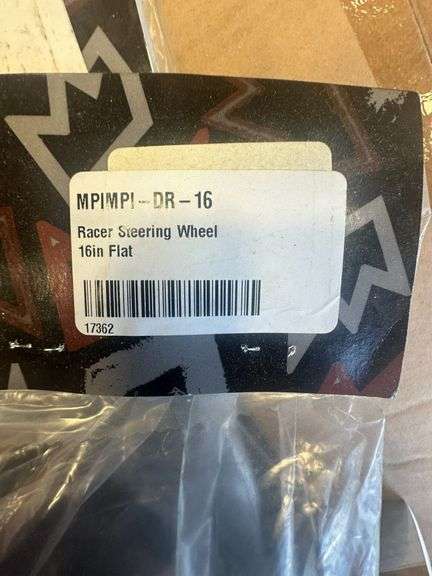 MPIMPI-DR-16
Racer Steering Wheel
16in Flat
17362